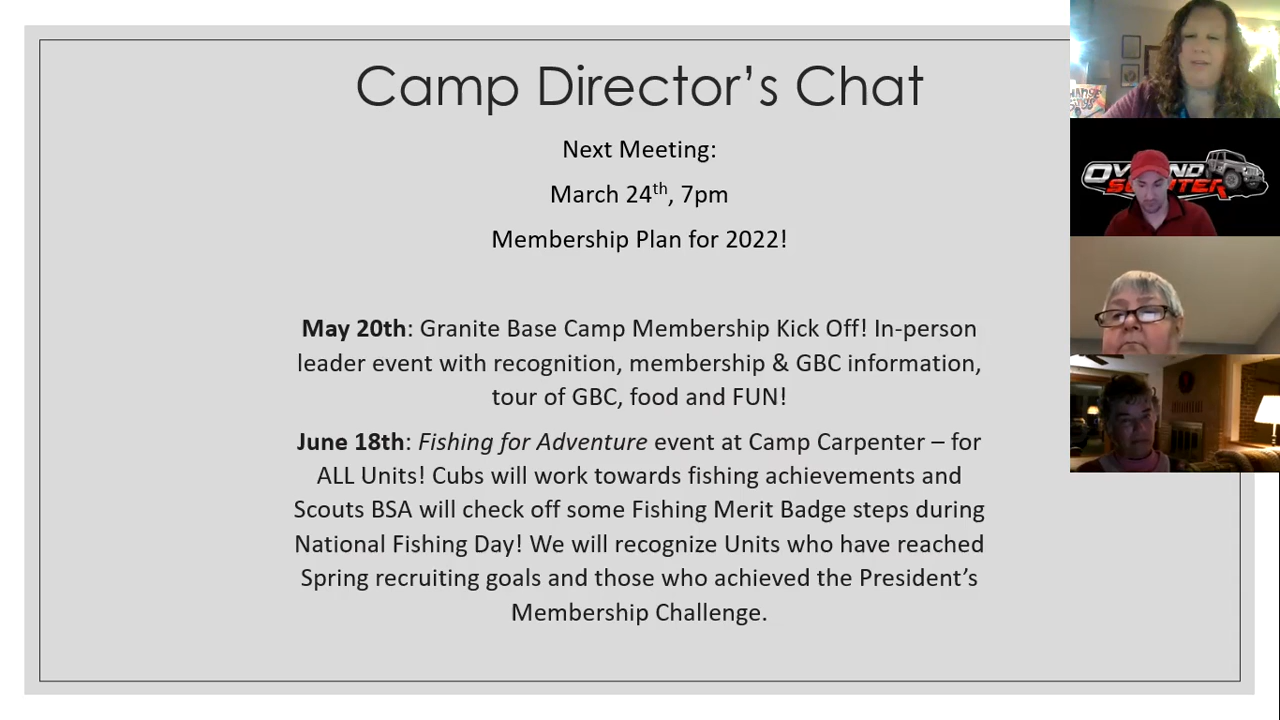 Camp Director’s Chat
Next Meeting:
March 24th, 7pm
Membership Plan for 2022!
May 20th: Granite Base Camp Membership Kick Off! In-person
leader event with recognition, membership & GBC information,
tour of GBC, food and FUN!
June 18th: Fishing for Adventure event at Camp Carpenter – for
ALL Units! Cubs will work towards fishing achievements and
Scouts BSA will check off some Fishing Merit Badge steps during
National Fishing Day! We will recognize Units who have reached
Spring recruiting goals and those who achieved the President’s
Membership Challenge.